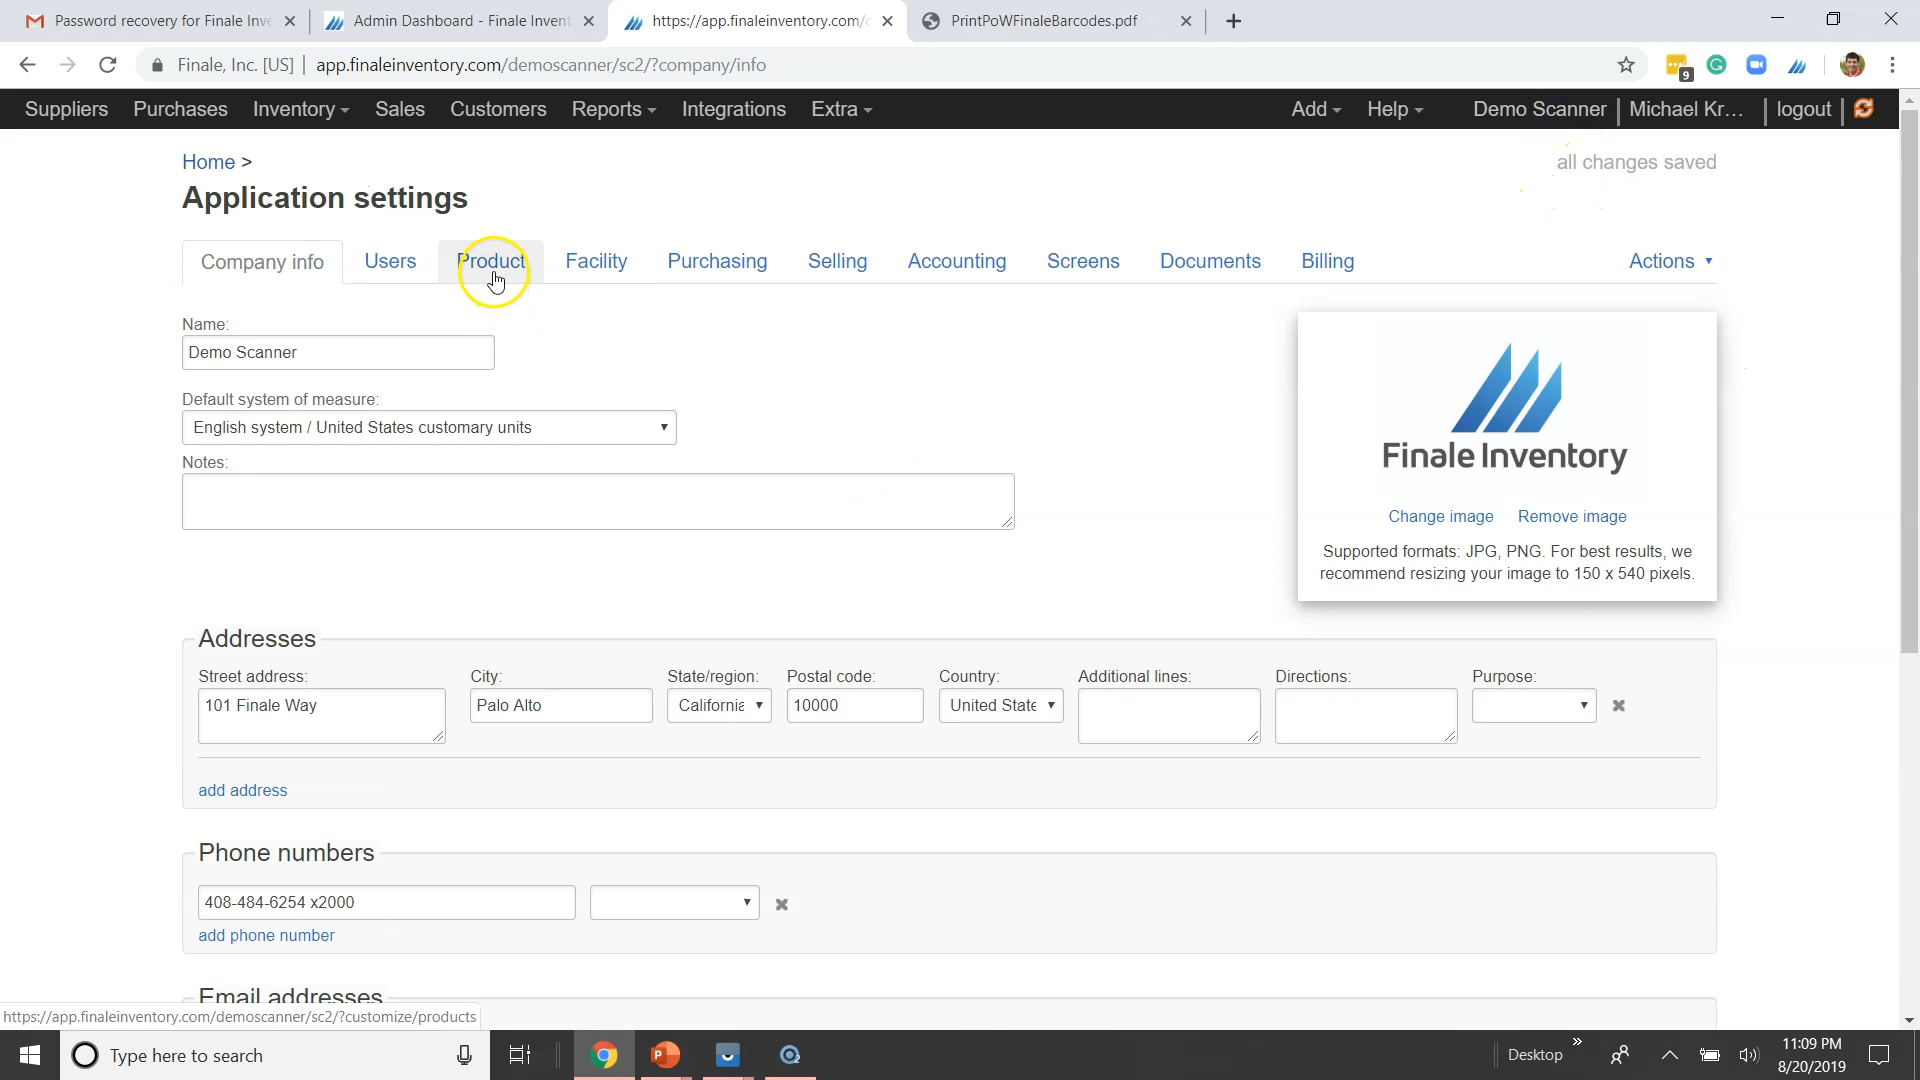 Password recovery for Finale Inve
Admin Dashboard - Finale Invent
https://app.finaleinventory.com/
PrintPoWFinaleBarcodes.pdf
Finale, Inc. [US]
app.finaleinventory.com/demoscanner/sc2/?company/info
9
Suppliers
Purchases
Inventory
Sales
Customers
Reports
Integrations
Extra
Add
Help
Demo Scanner
Michael Kr...
logout
Home >
all changes saved
Application settings
Company info
Users
Product
Facility
Purchasing
Selling
Accounting
Screens
Documents
Billing
Actions
Name:
Demo Scanner
Default system of measure:
English system / United States customary units
Notes:
Finale Inventory
Change image
Remove image
Supported formats: JPG, PNG. For best results, we
recommend resizing your image to 150 x 540 pixels.
Addresses
Street address:
City:
State/region:
Postal code:
Country:
Additional lines:
Directions:
Purpose:
101 Finale Way
Palo Alto
California
10000
United State
add address
Phone numbers
408-484-6254 x2000
add phone number
Email addresses
https://app.finaleinventory.com/demoscanner/sc2/?customize/products
Type here to search
Desktop
11:09 PM
8/20/2019